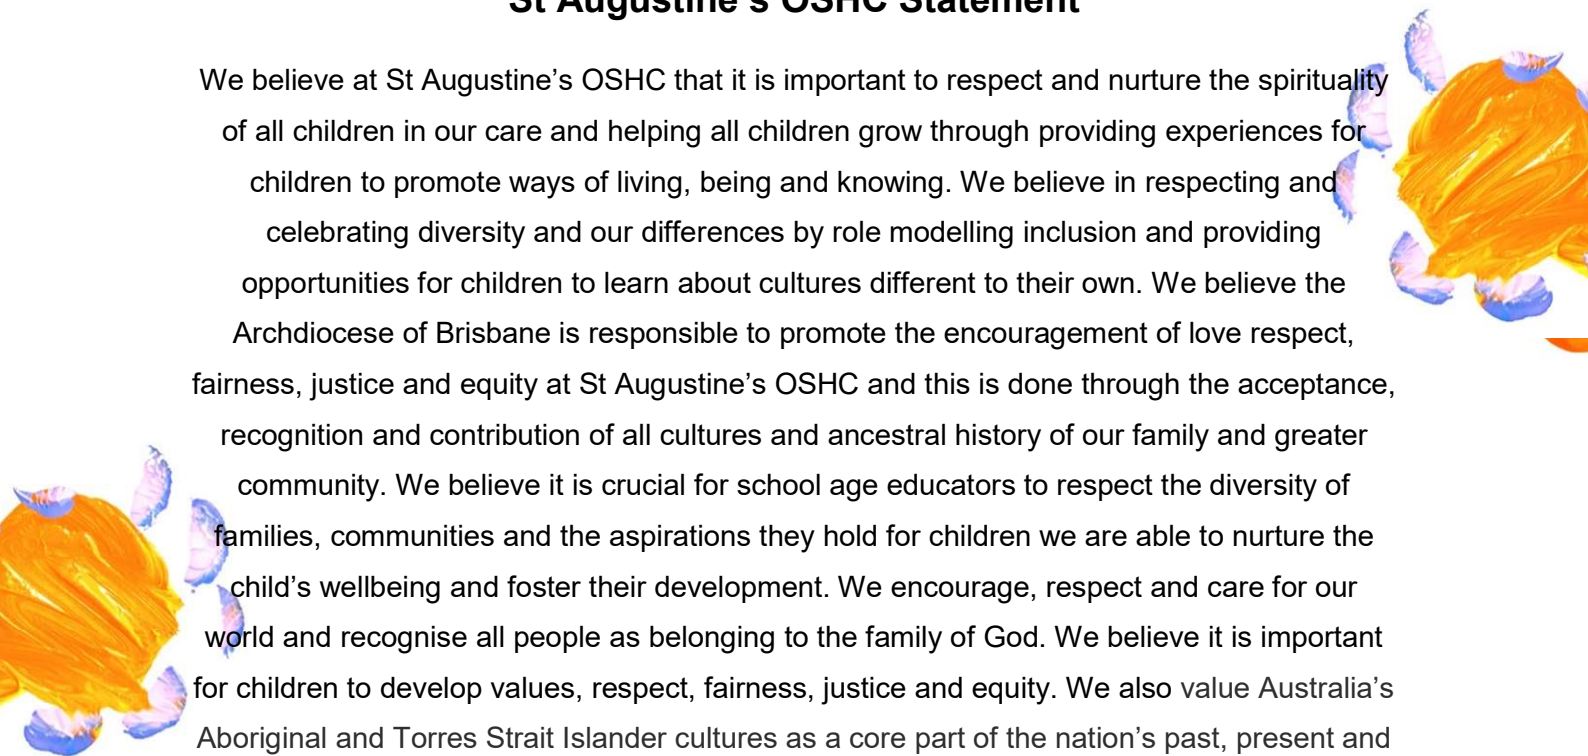 St Augustine's OSHC Statement
We believe at St Augustine’s OSHC that it is important to respect and nurture the spirituality
of all children in our care and helping all children grow through providing experiences for
children to promote ways of living, being and knowing. We believe in respecting and
celebrating diversity and our differences by role modelling inclusion and providing
opportunities for children to learn about cultures different to their own. We believe the
Archdiocese of Brisbane is responsible to promote the encouragement of love respect,
fairness, justice and equity at St Augustine’s OSHC and this is done through the acceptance,
recognition and contribution of all cultures and ancestral history of our family and greater
community. We believe it is crucial for school age educators to respect the diversity of
families, communities and the aspirations they hold for children we are able to nurture the
child’s wellbeing and foster their development. We encourage, respect and care for our
world and recognise all people as belonging to the family of God. We believe it is important
for children to develop values, respect, fairness, justice and equity. We also value Australia’s
Aboriginal and Torres Strait Islander cultures as a core part of the nation’s past, present and